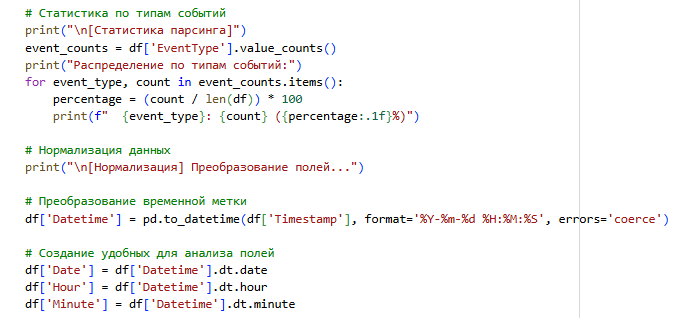 # Статистика по типам событий
print("\n[Статистика парсинга]")
event_counts = df['EventType'].value_counts()
print("Распределение по типам событий:")
for event_type, count in event_counts.items():
    percentage = (count / len(df)) * 100
    print(f"  {event_type}: {count} ({percentage:.1f}%)")

# Нормализация данных
print("\n[Нормализация] Преобразование полей...")

# Преобразование временной метки
df['Datetime'] = pd.to_datetime(df['Timestamp'], format='%Y-%m-%d %H:%M:%S', errors='coerce')

# Создание удобных для анализа полей
df['Date'] = df['Datetime'].dt.date
df['Hour'] = df['Datetime'].dt.hour
df['Minute'] = df['Datetime'].dt.minute